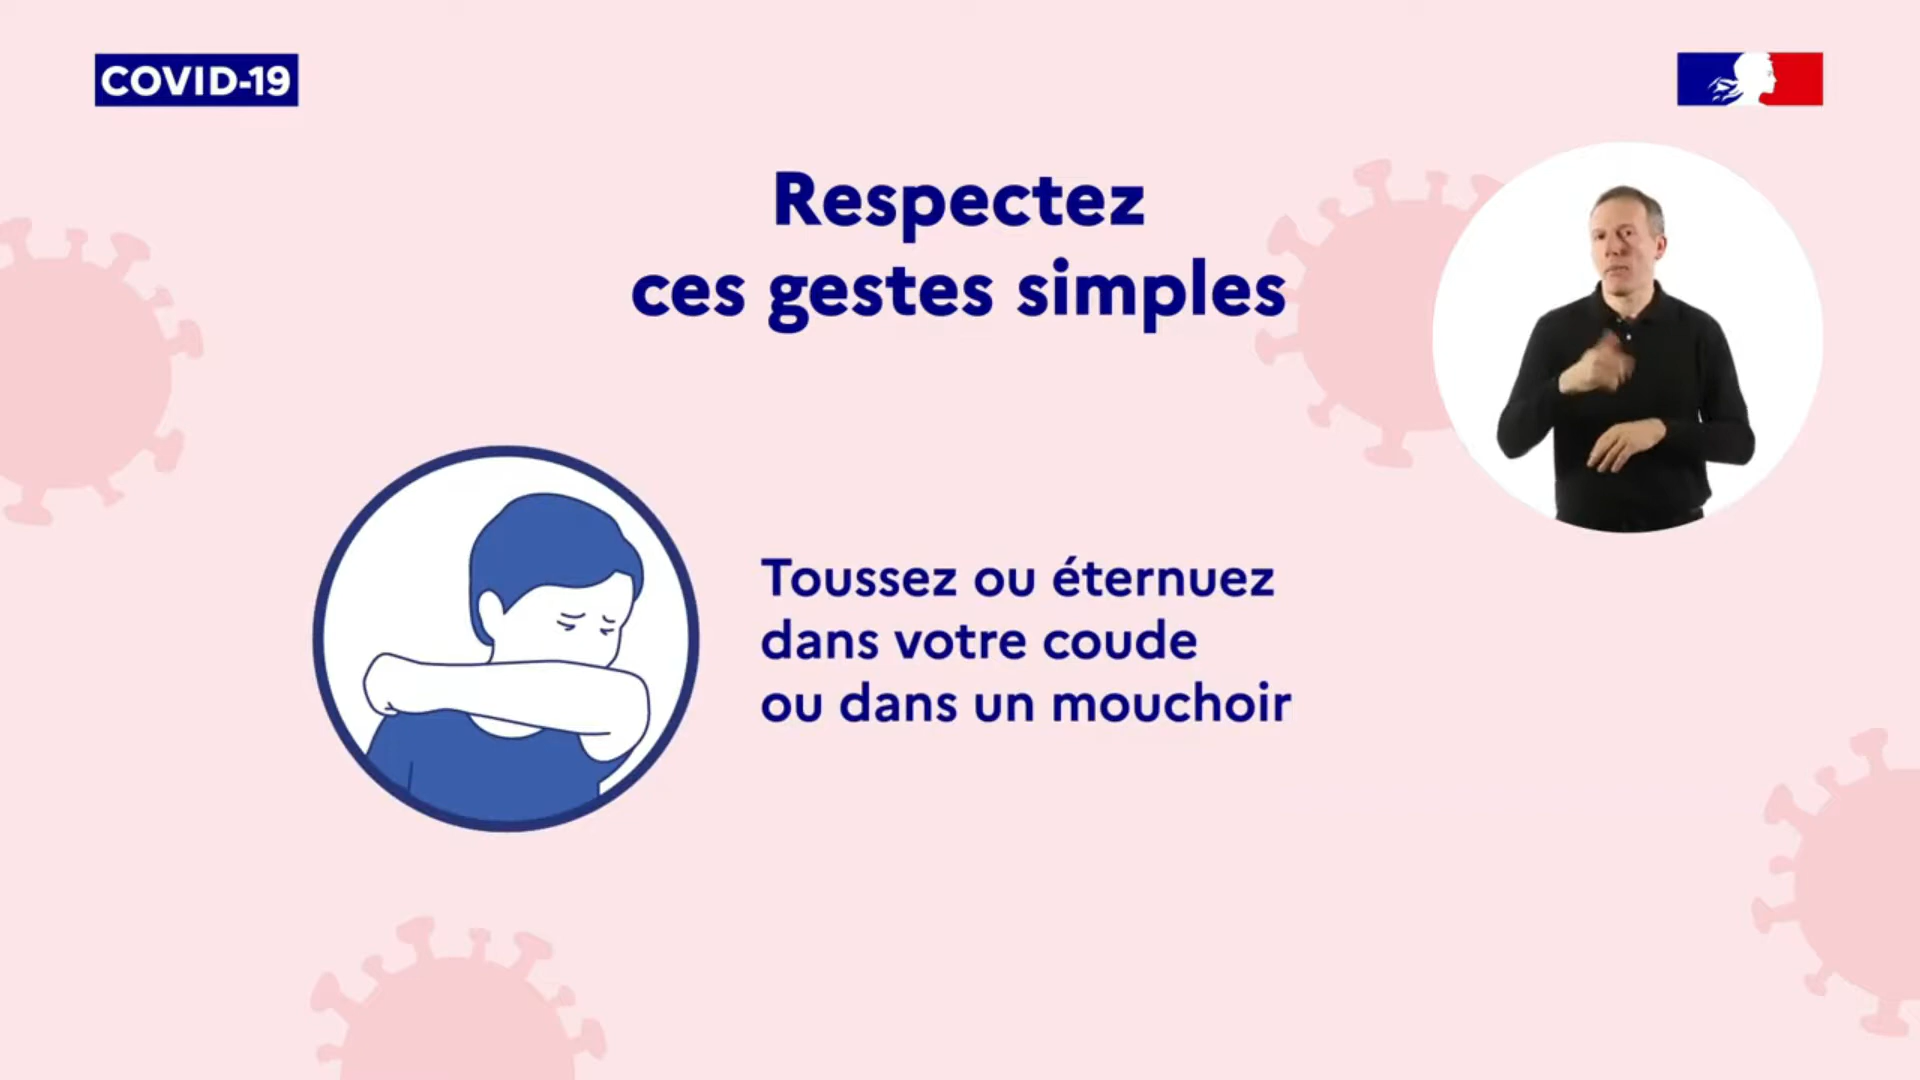 COVID-19
Respectez
ces gestes simples
Toussez ou éternuez
dans votre coude
ou dans un mouchoir